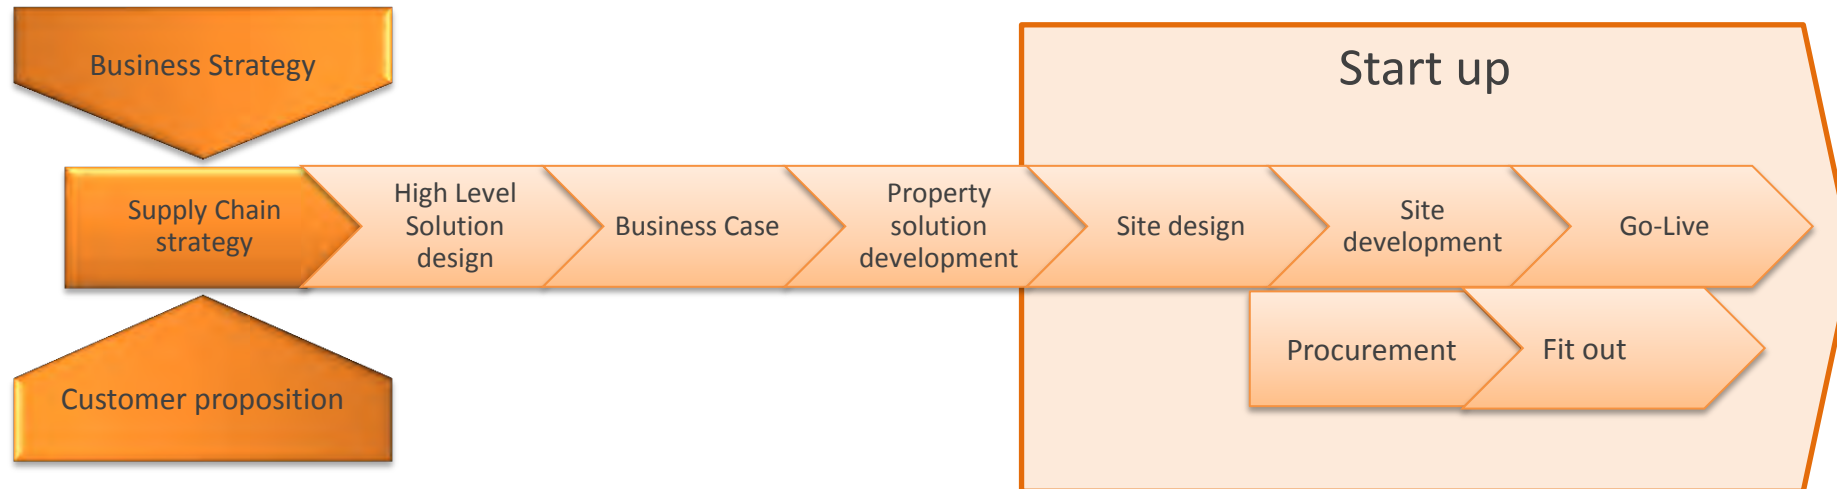 Business Strategy
Start up
Supply Chain
strategy
High Level
Solution
design
Business Case
Property
solution
development
Site design
Site
development
Go-Live
Procurement
Fit out
Customer proposition